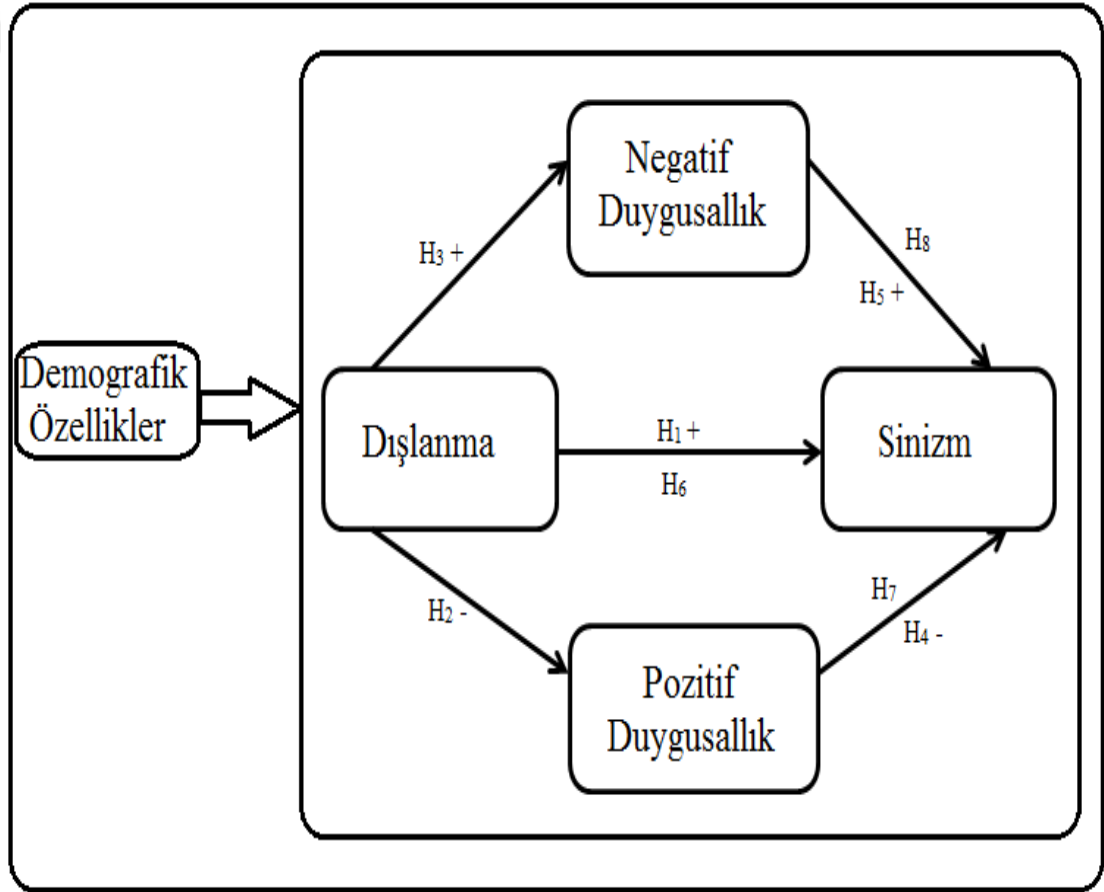 Negatif
Duygusallık
H₃ +
H₈
H₅ +
Demografik
Özellikler
Dışlanma
H₁ +
H₆
Sinizm
H₂ -
H₇
H₄ -
Pozitif
Duygusallık